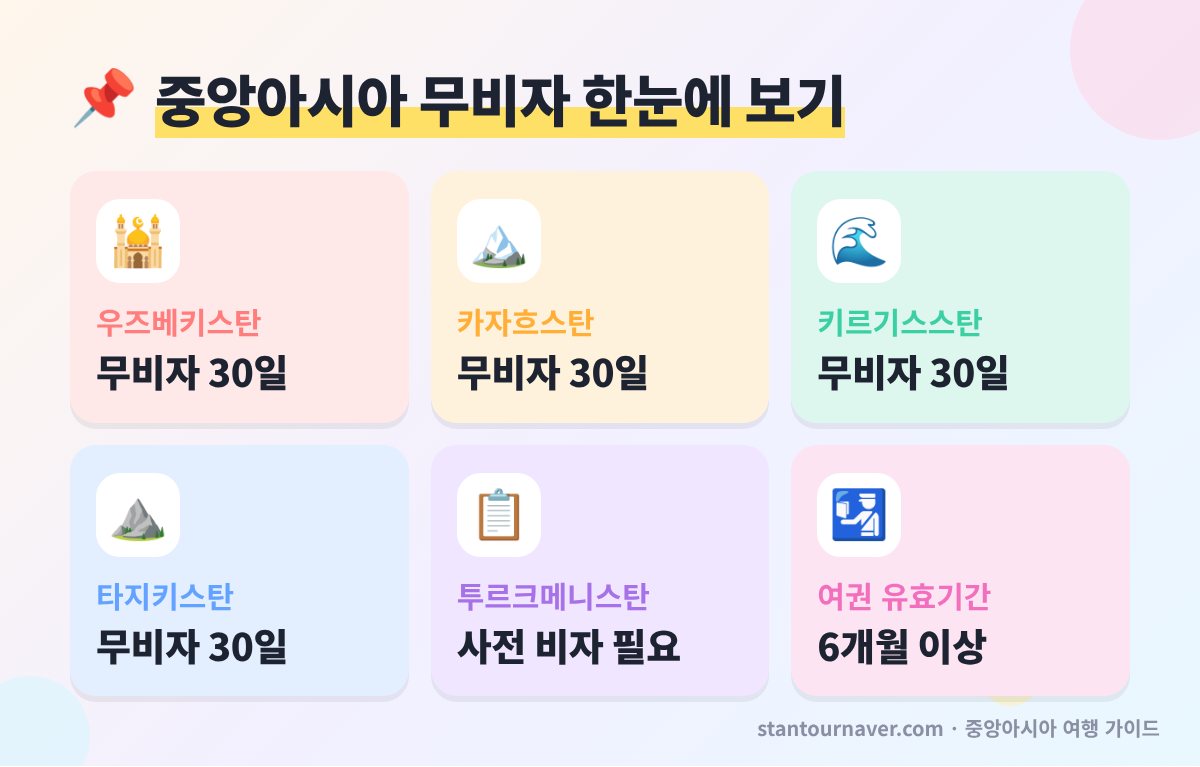 중앙아시아 무비자 한눈에 보기
우즈베키스탄
무비자 30일
카자흐스탄
무비자 30일
키르기스스탄
무비자 30일
타지키스탄
무비자 30일
투르크메니스탄
사전 비자 필요
여권 유효기간
6개월 이상
stantournaver.com · 중앙아시아 여행 가이드